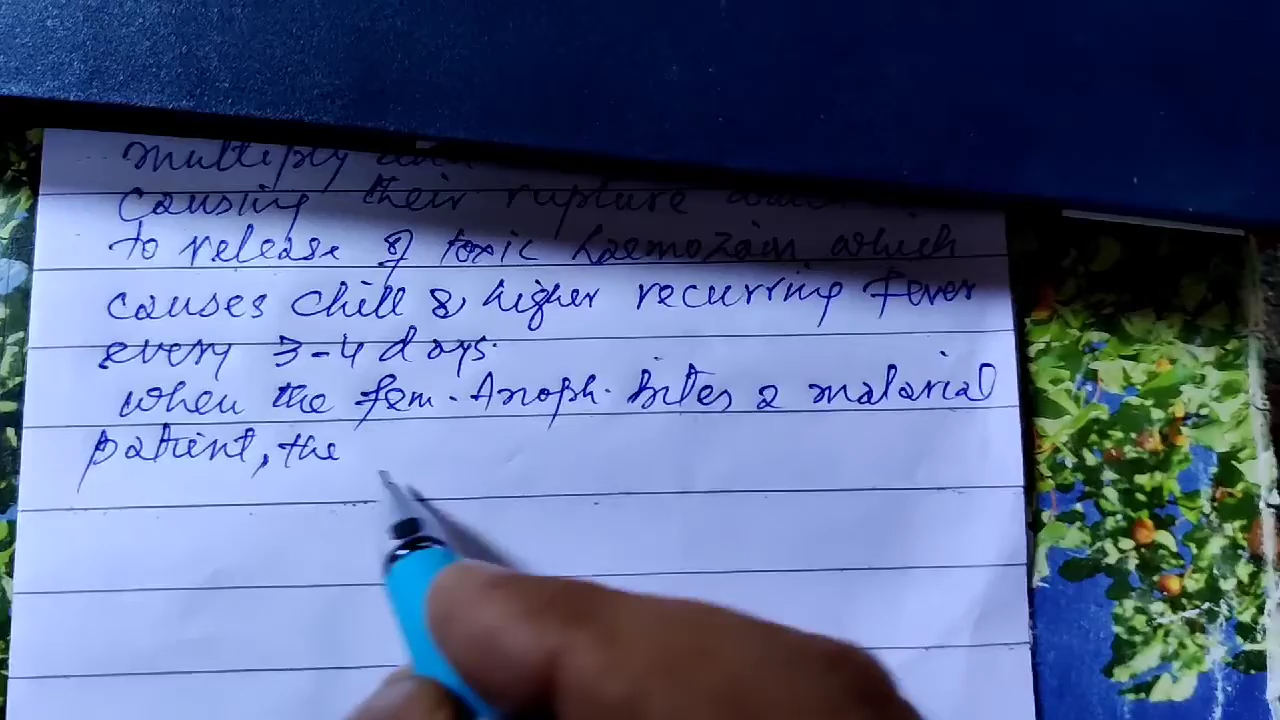 multiply
causing their rupture
to release of toxic haemozoin which
causes chill & higher recurring fever
every 3-4 days.
when the fem. Anoph. bites a malarial
patient, the